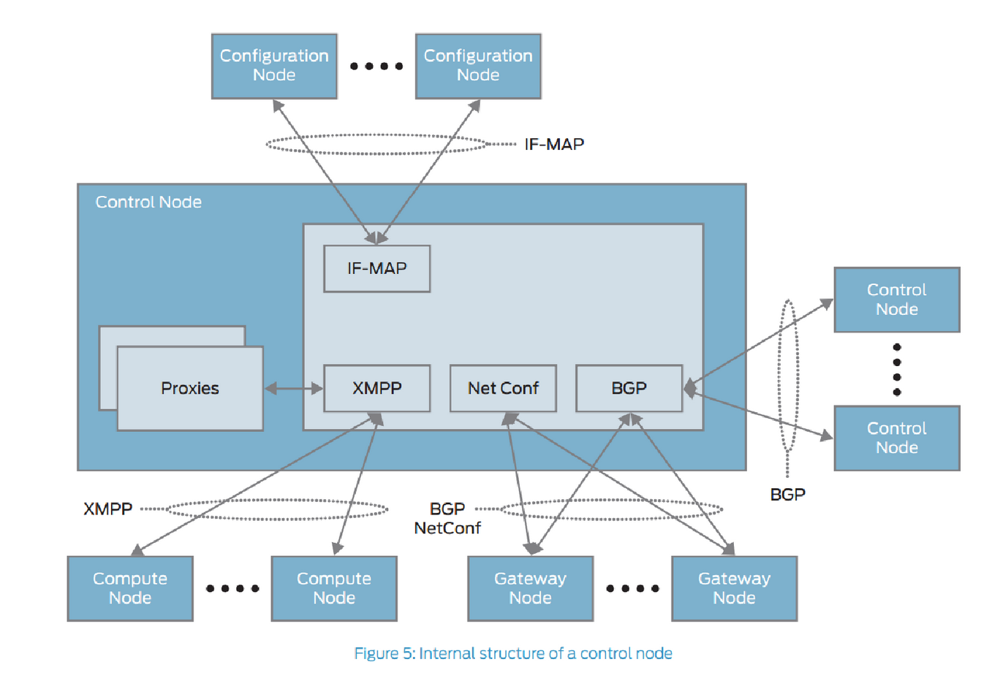 Configuration
Node
Configuration
Node
IF-MAP
Control Node
IF-MAP
Control
Node
Proxies
XMPP
Net Conf
BGP
Control
Node
BGP
XMPP
BGP
NetConf
Compute
Node
Compute
Node
Gateway
Node
Gateway
Node
Figure 5: Internal structure of a control node